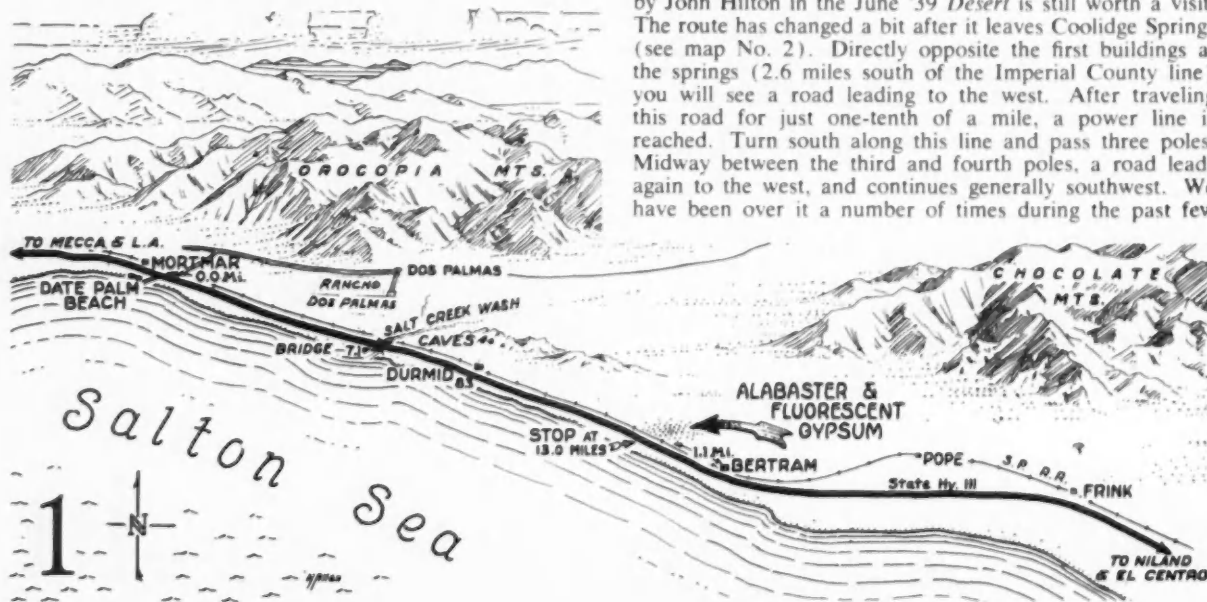 by John Hilton in the June '39 Desert is still worth a visit
The route has changed a bit after it leaves Coolidge Spring
(see map No. 2). Directly opposite the first buildings a
the springs (2.6 miles south of the Imperial County line
you will see a road leading to the west. After traveling
this road for just one-tenth of a mile, a power line i
reached. Turn south along this line and pass three poles
Midway between the third and fourth poles, a road lead
again to the west, and continues generally southwest. W
have been over it a number of times during the past few
OROCOPIA MTS.
TO MECCA & L.A.
MORTMAR
0.0 MI.
DATE PALM
BEACH
DOS PALMAS
RANCHO
DOS PALMAS
SALT CREEK WASH
CAVES
BRIDGE 7.1
DURMID
8.5
CHOCOLATE
MTS.
ALABASTER &
FLUORESCENT
GYPSUM
STOP AT
13.0 MILES
1.1 MI.
BERTRAM
POPE
S.P. R.R.
FRINK
State Hy. 111
TO NILAND
& EL CENTRO
Salton Sea
1
N